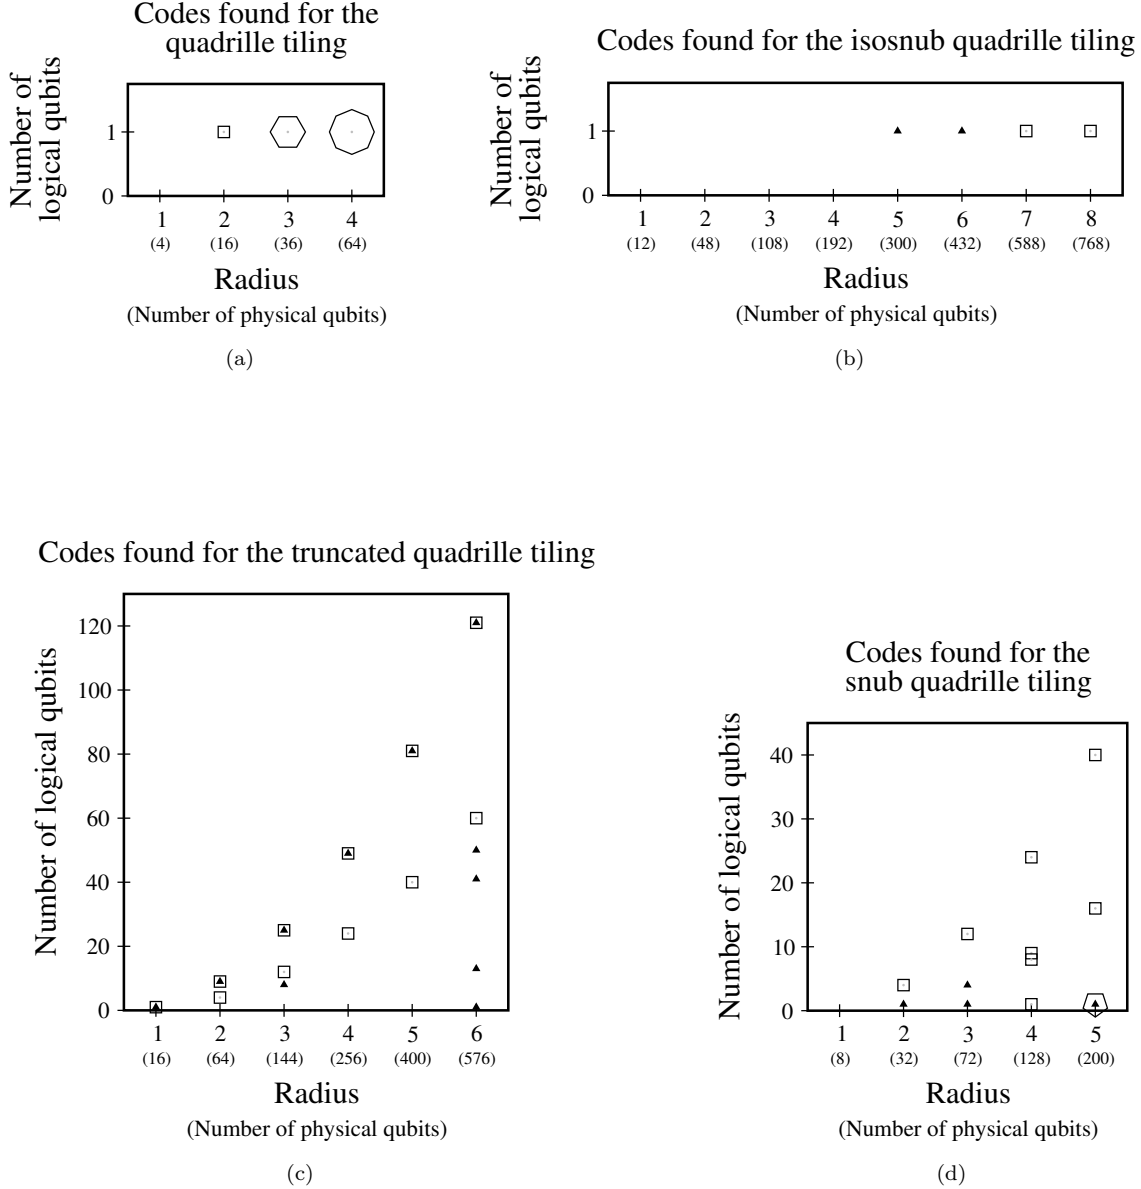 Codes found for the
quadrille tiling
Number of
logical qubits
1
0
1 2 3 4
(4) (16) (36) (64)
Radius
(Number of physical qubits)
(a)
Codes found for the isosnub quadrille tiling
Number of
logical qubits
1
0
1 2 3 4 5 6 7 8
(12) (48) (108) (192) (300) (432) (588) (768)
Radius
(Number of physical qubits)
(b)
Codes found for the truncated quadrille tiling
Number of logical qubits
120
100
80
60
40
20
0
1 2 3 4 5 6
(16) (64) (144) (256) (400) (576)
Radius
(Number of physical qubits)
(c)
Codes found for the
snub quadrille tiling
Number of logical qubits
40
30
20
10
0
1 2 3 4 5
(8) (32) (72) (128) (200)
Radius
(Number of physical qubits)
(d)